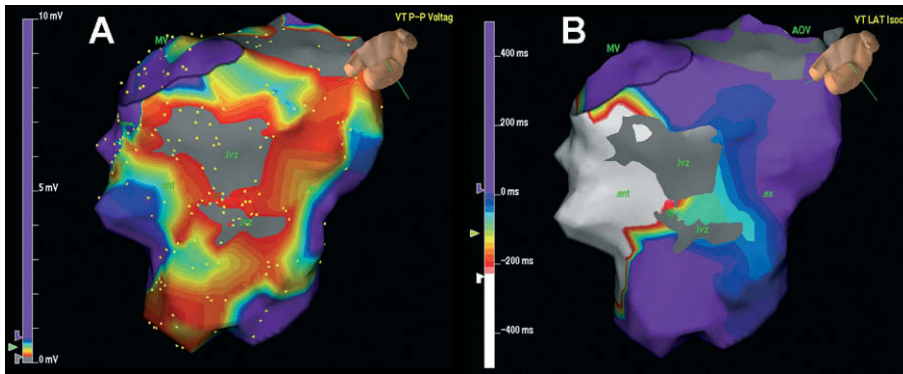 A
VT P-P Voltag
10 mV
MV
lvz
ent
5 mV
0 mV
B
VT LAT Isoc
400 ms
MV
AOV
200 ms
lvz
0 ms
.ent
.ex
lvz
-200 ms
-400 ms